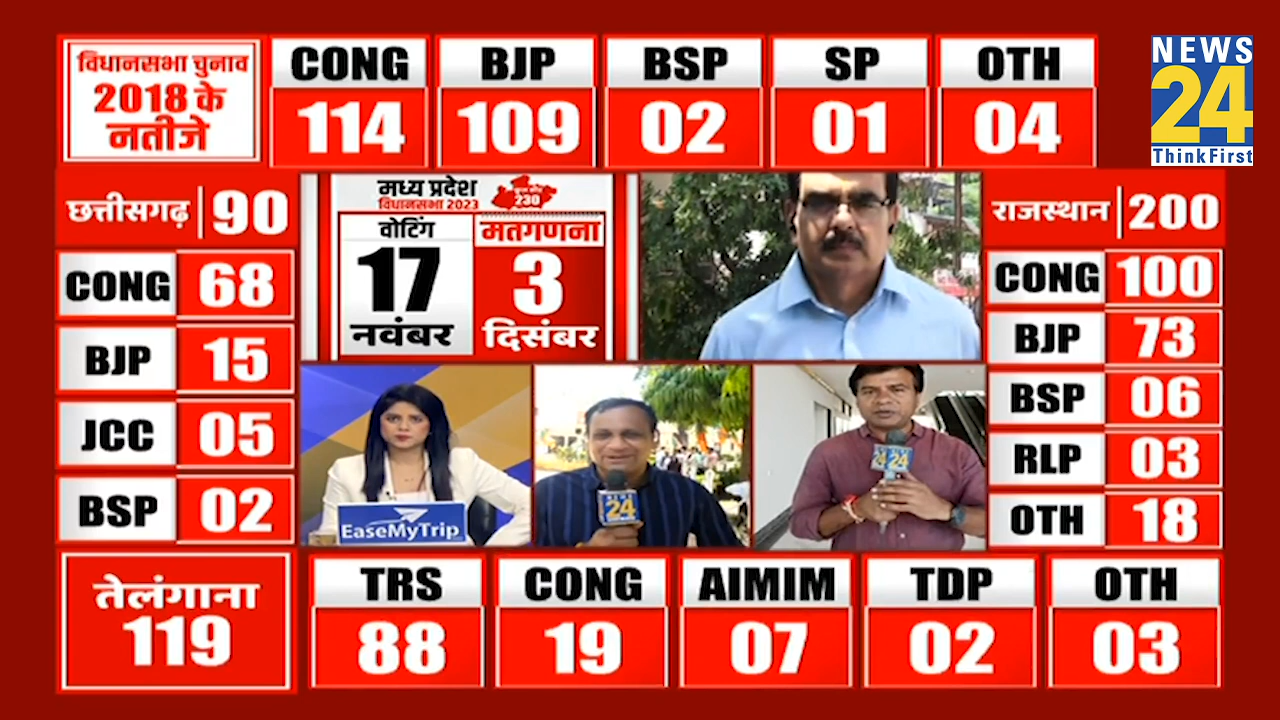 विधानसभा चुनाव
2018 के
नतीजे
CONG
114
BJP
109
BSP
02
SP
01
OTH
04
NEWS
24
ThinkFirst
छत्तीसगढ़ 90
CONG 68
BJP 15
JCC 05
BSP 02
मध्य प्रदेश
विधानसभा 2023
230
वोटिंग
17
नवंबर
मतगणना
3
दिसंबर
राजस्थान 200
CONG 100
BJP 73
BSP 06
RLP 03
OTH 18
EaseMyTrip
NEWS
24
24 24
तेलंगाना
119
TRS
88
CONG
19
AIMIM
07
TDP
02
OTH
03